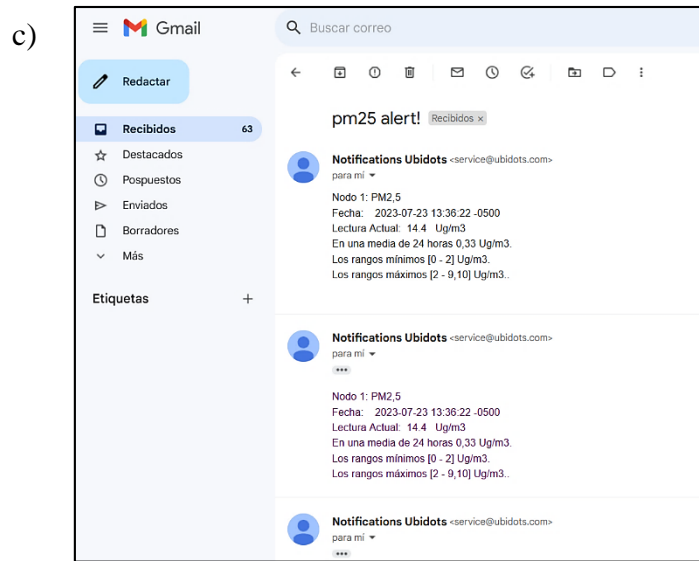 c)
Gmail
Buscar correo
Redactar
Recibidos 63
Destacados
Pospuestos
Enviados
Borradores
Más
Etiquetas +
pm25 alert! Recibidos ×
Notifications Ubidots <service@ubidots.com>
para mí
Nodo 1: PM2,5
Fecha: 2023-07-23 13:36:22 -0500
Lectura Actual: 14.4 Ug/m3
En una media de 24 horas 0,33 Ug/m3.
Los rangos mínimos [0 - 2] Ug/m3.
Los rangos máximos [2 - 9,10] Ug/m3..
Notifications Ubidots <service@ubidots.com>
para mí
•••
Nodo 1: PM2,5
Fecha: 2023-07-23 13:36:22 -0500
Lectura Actual: 14.4 Ug/m3
En una media de 24 horas 0,33 Ug/m3.
Los rangos mínimos [0 - 2] Ug/m3.
Los rangos máximos [2 - 9,10] Ug/m3..
Notifications Ubidots <service@ubidots.com>
para mí
•••